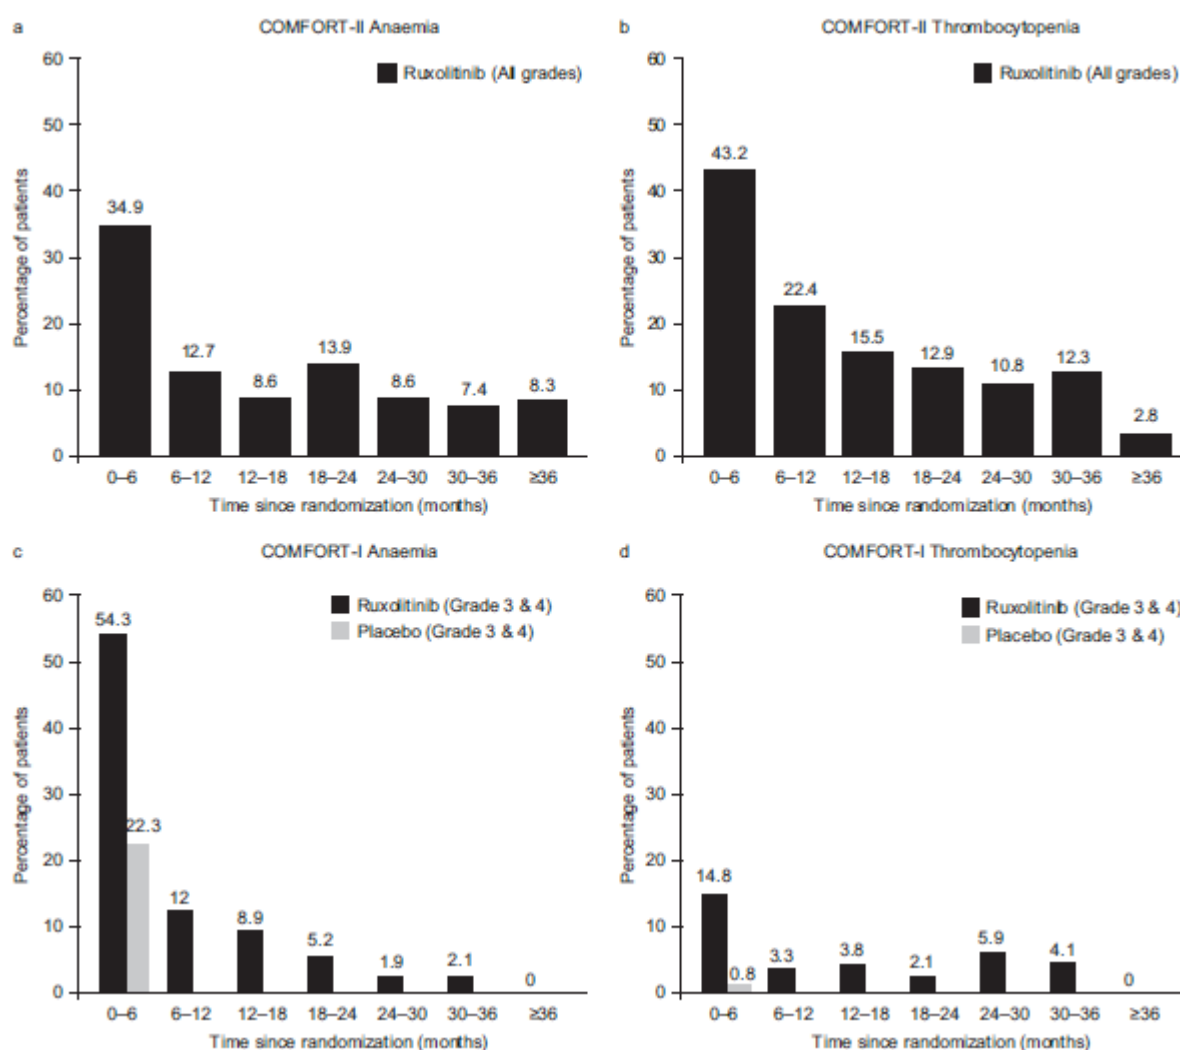 a COMFORT-II Anaemia
Ruxolitinib (All grades)
Percentage of patients
60
50
40
30
20
10
0
34.9
12.7
8.6
13.9
8.6
7.4
8.3
0–6 6–12 12–18 18–24 24–30 30–36 ≥36
Time since randomization (months)
b COMFORT-II Thrombocytopenia
Ruxolitinib (All grades)
Percentage of patients
60
50
40
30
20
10
0
43.2
22.4
15.5
12.9
10.8
12.3
2.8
0–6 6–12 12–18 18–24 24–30 30–36 ≥36
Time since randomization (months)
c COMFORT-I Anaemia
Ruxolitinib (Grade 3 & 4)
Placebo (Grade 3 & 4)
Percentage of patients
60
50
40
30
20
10
0
54.3
22.3
12
8.9
5.2
1.9
2.1
0
0–6 6–12 12–18 18–24 24–30 30–36 ≥36
Time since randomization (months)
d COMFORT-I Thrombocytopenia
Ruxolitinib (Grade 3 & 4)
Placebo (Grade 3 & 4)
Percentage of patients
60
50
40
30
20
10
0
14.8
0.8
3.3
3.8
2.1
5.9
4.1
0
0–6 6–12 12–18 18–24 24–30 30–36 ≥36
Time since randomization (months)